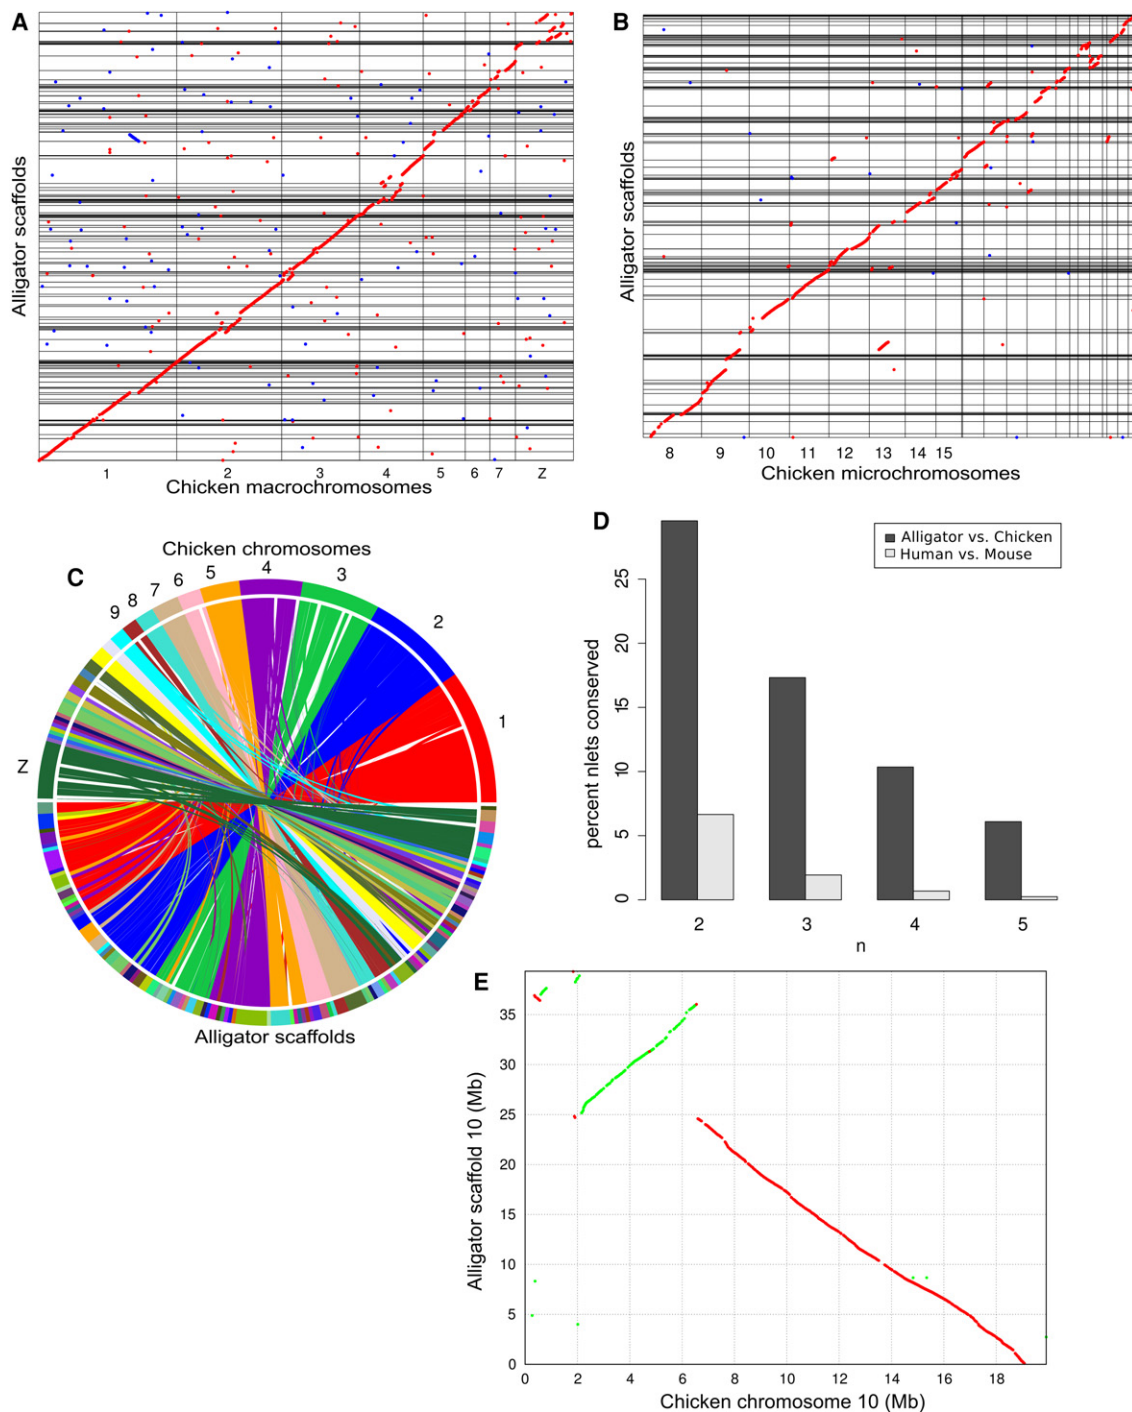 A
Alligator scaffolds
1 2 3 4 5 6 7 Z
Chicken macrochromosomes
B
Alligator scaffolds
8 9 10 11 12 13 14 15
Chicken microchromosomes
C
Chicken chromosomes
9 8 7 6 5 4 3 2 1
Z
Alligator scaffolds
D
Alligator vs. Chicken
Human vs. Mouse
percent nlets conserved
25
20
15
10
5
0
2 3 4 5
n
E
Alligator scaffold 10 (Mb)
35
30
25
20
15
10
5
0
0 2 4 6 8 10 12 14 16 18
Chicken chromosome 10 (Mb)